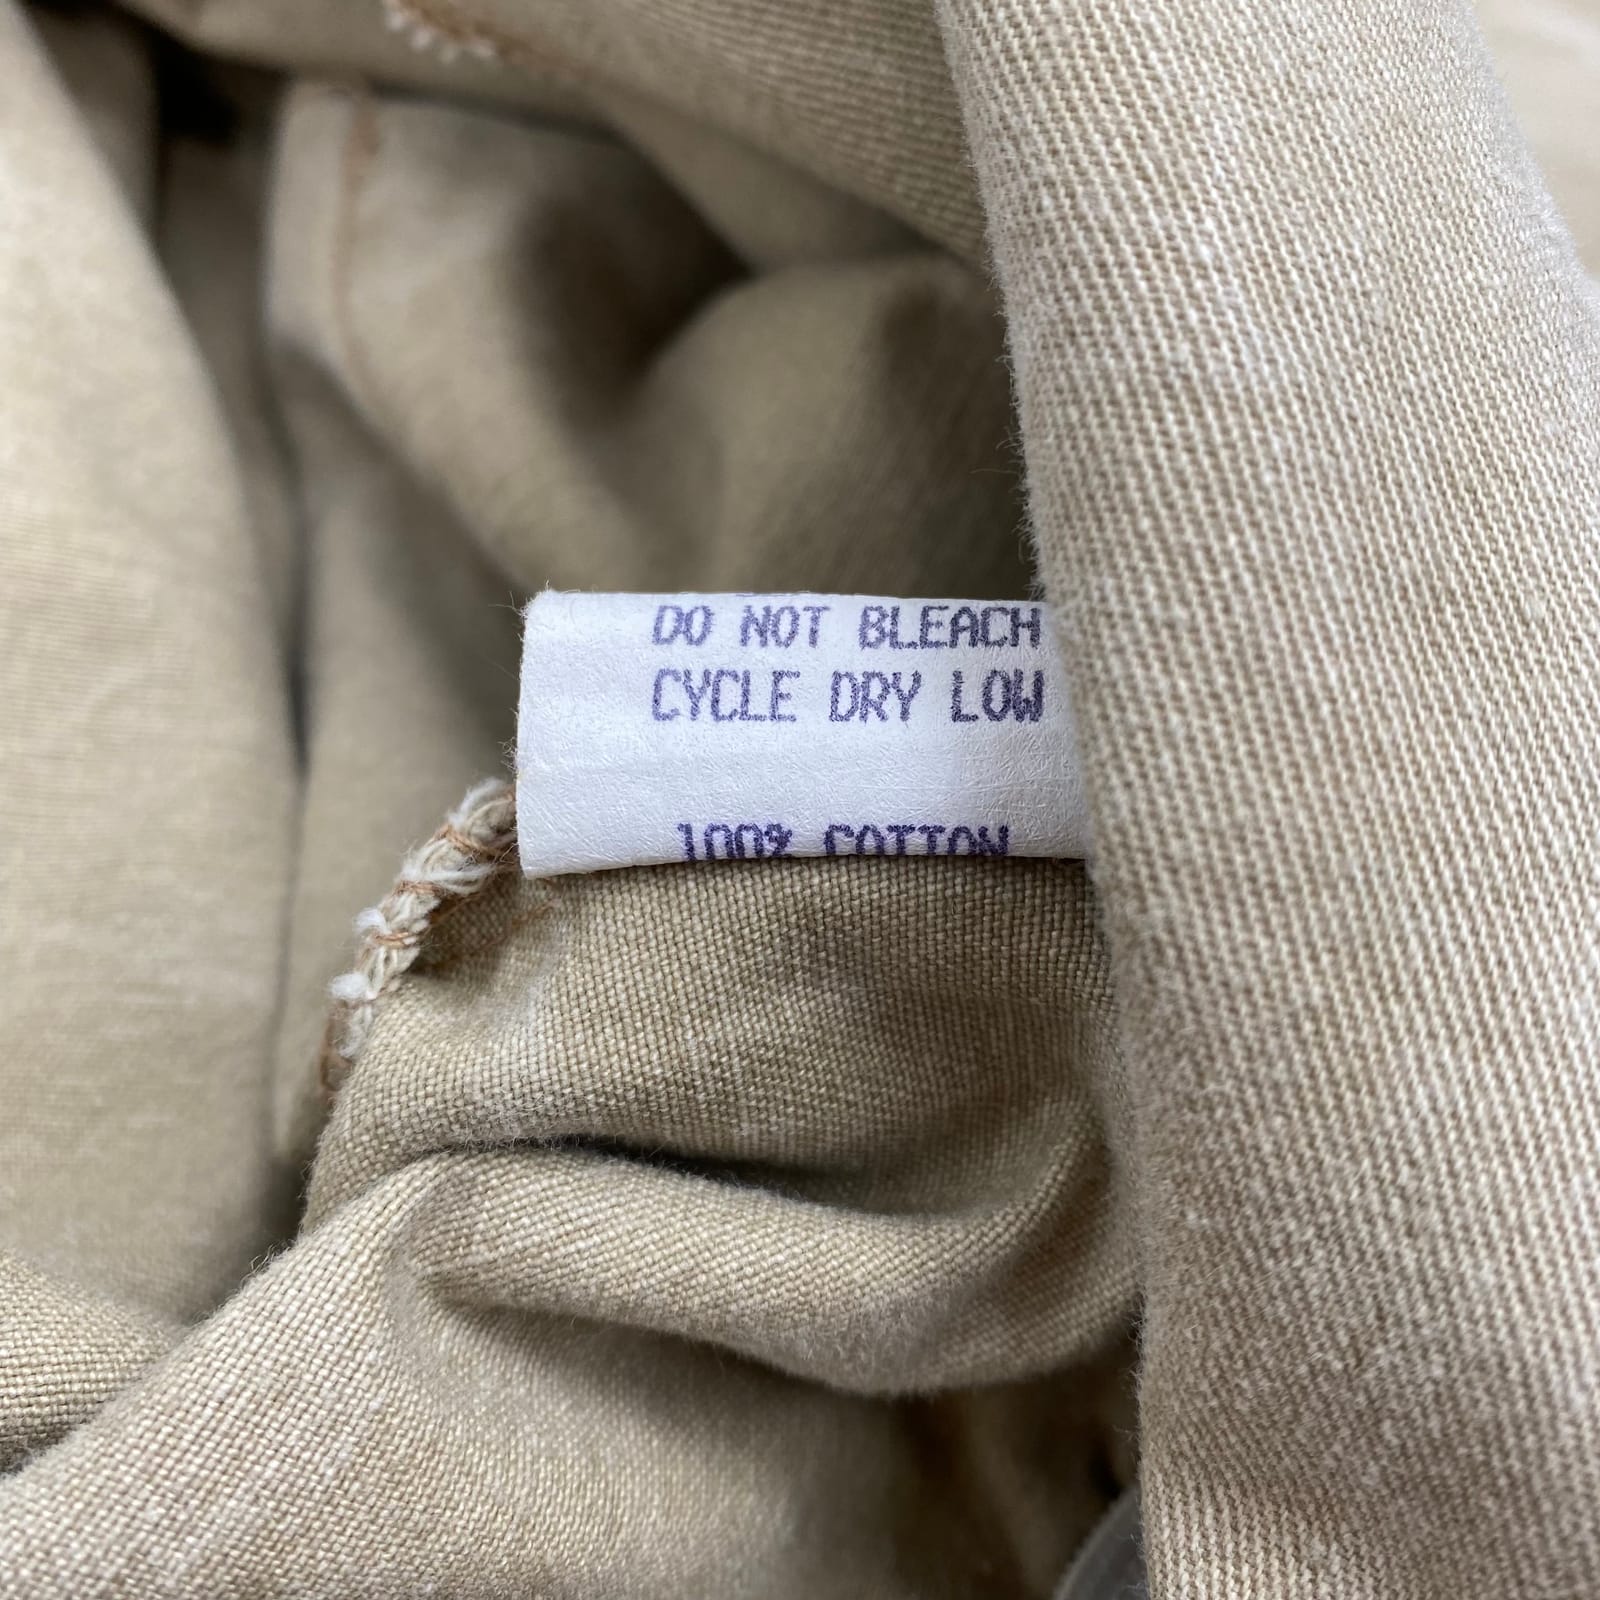 DO NOT BLEACH
CYCLE DRY LOW
100% COTTON